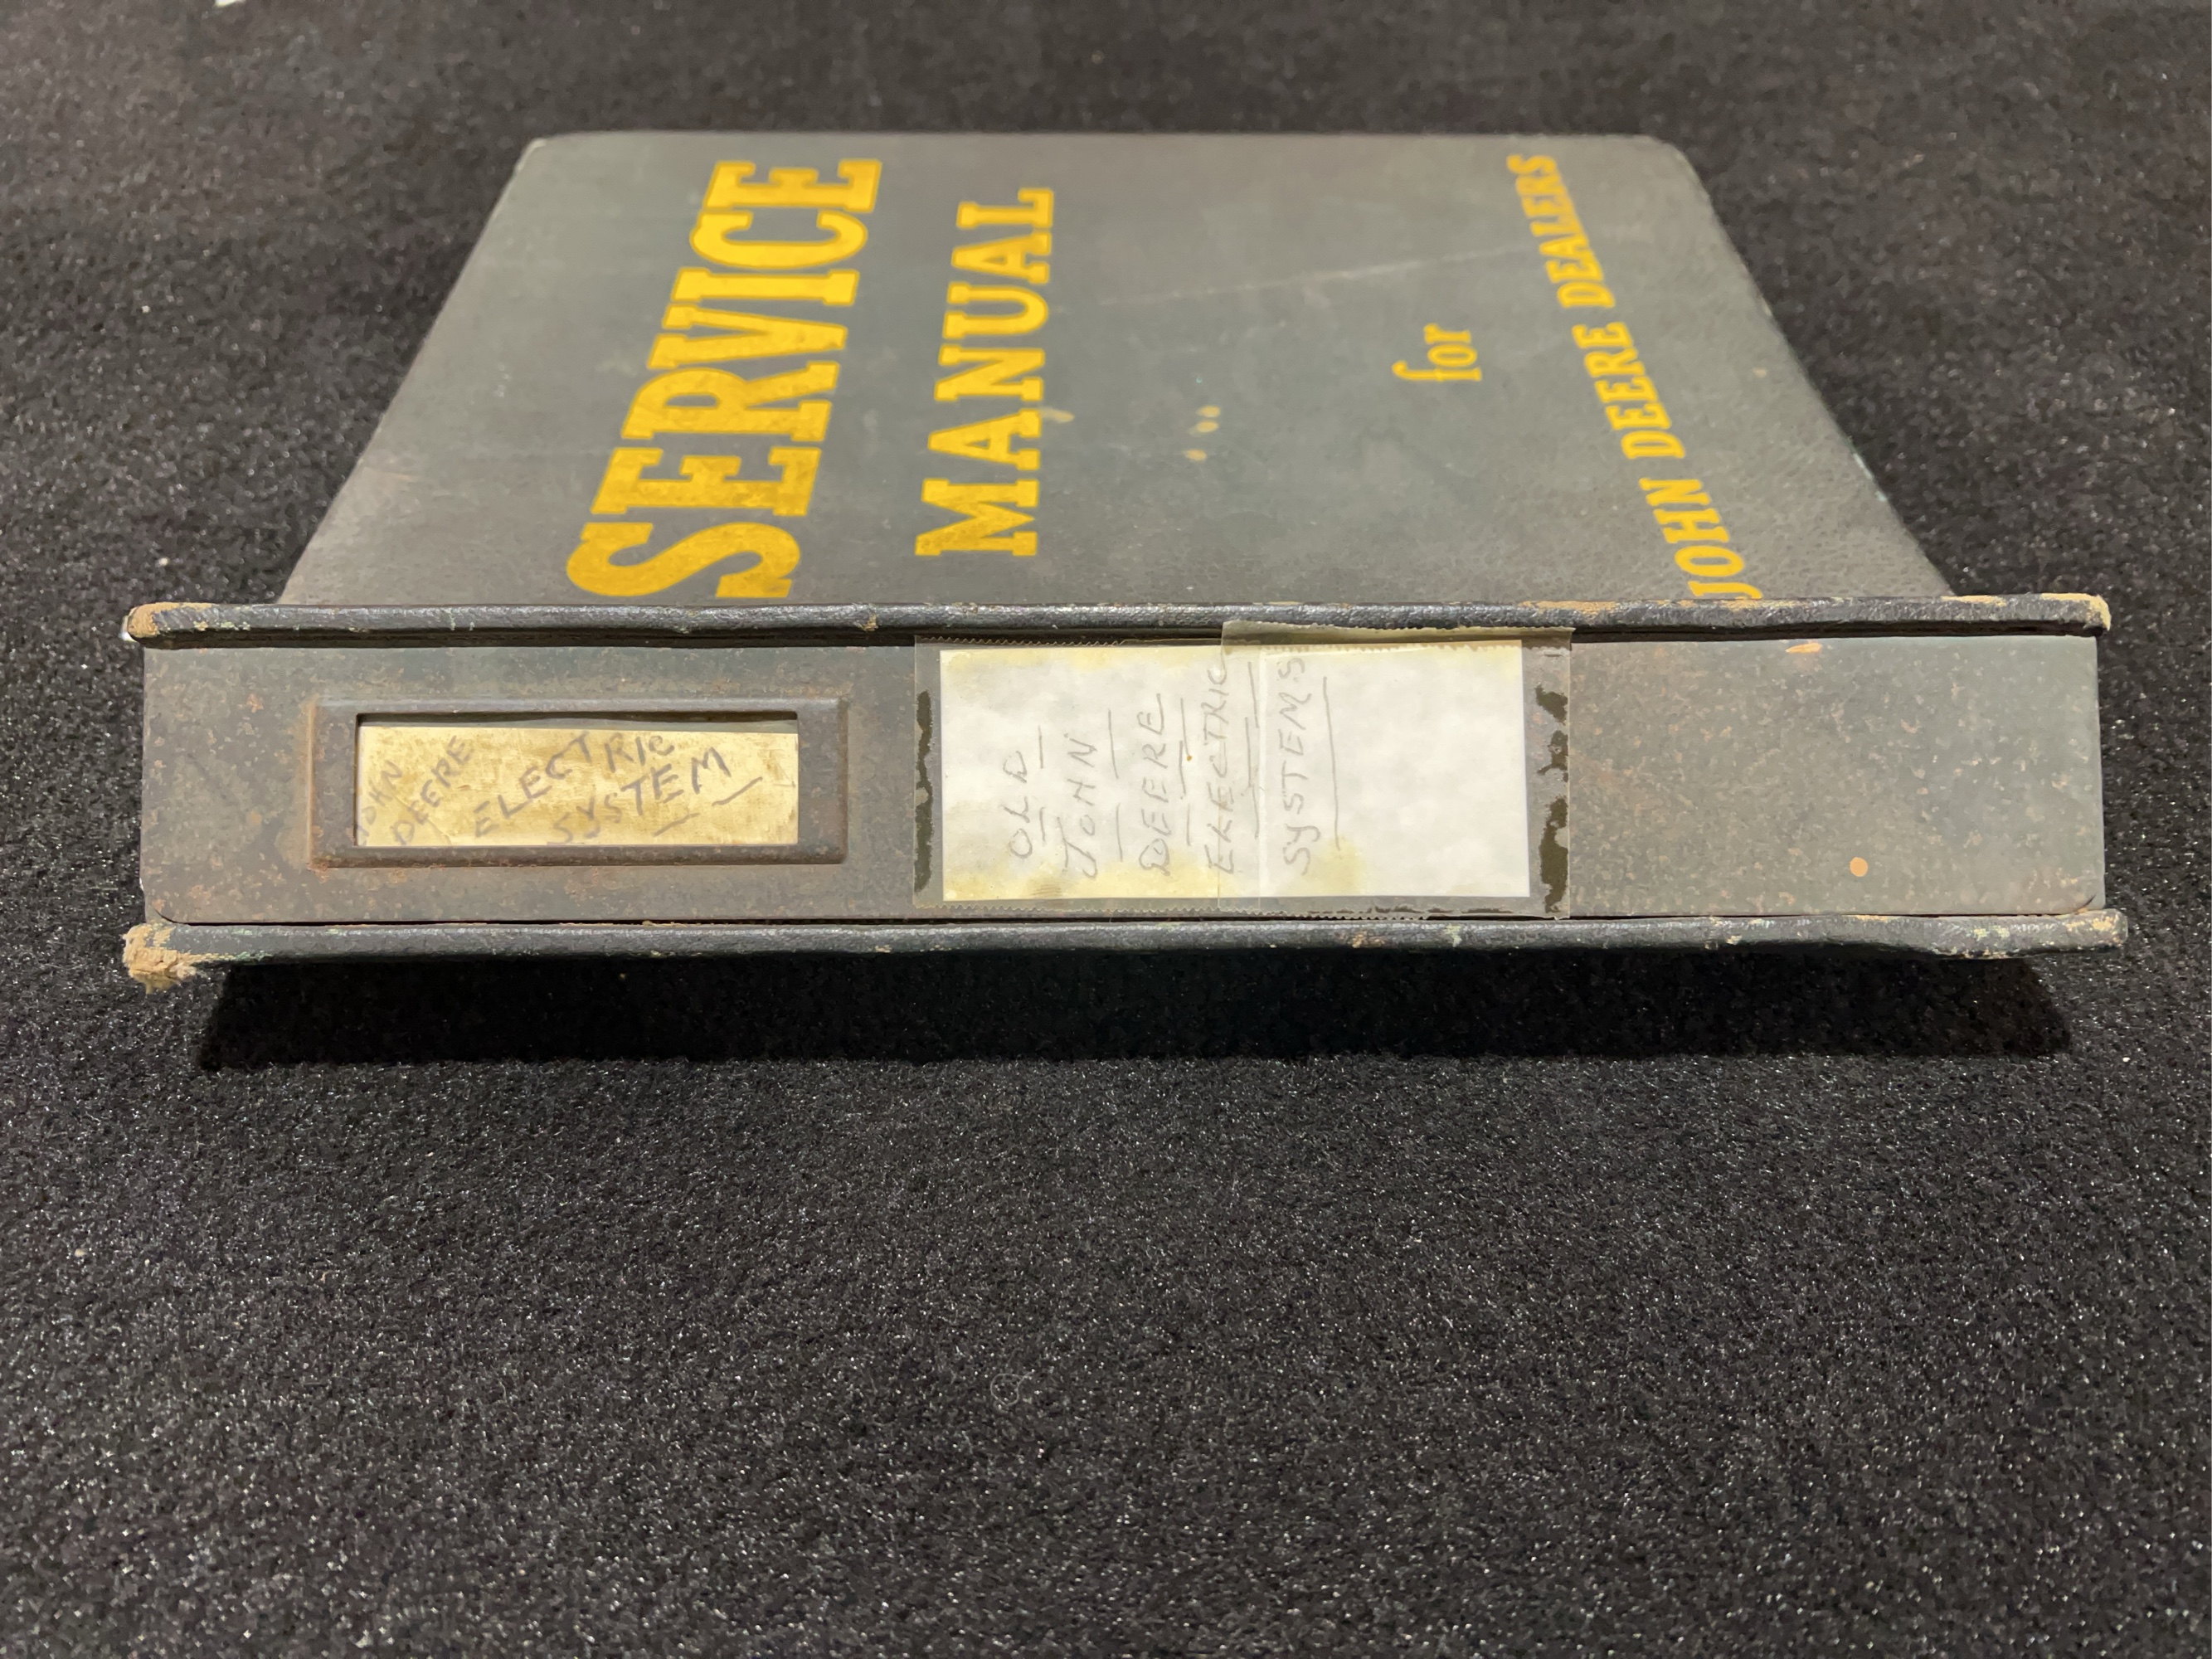 SERVICE
MANUAL
for
JOHN DEERE DEALERS
JOHN
DEERE
ELECTRIC
SYSTEM
OLD
JOHN
DEERE
ELECTRIC
SYSTEMS